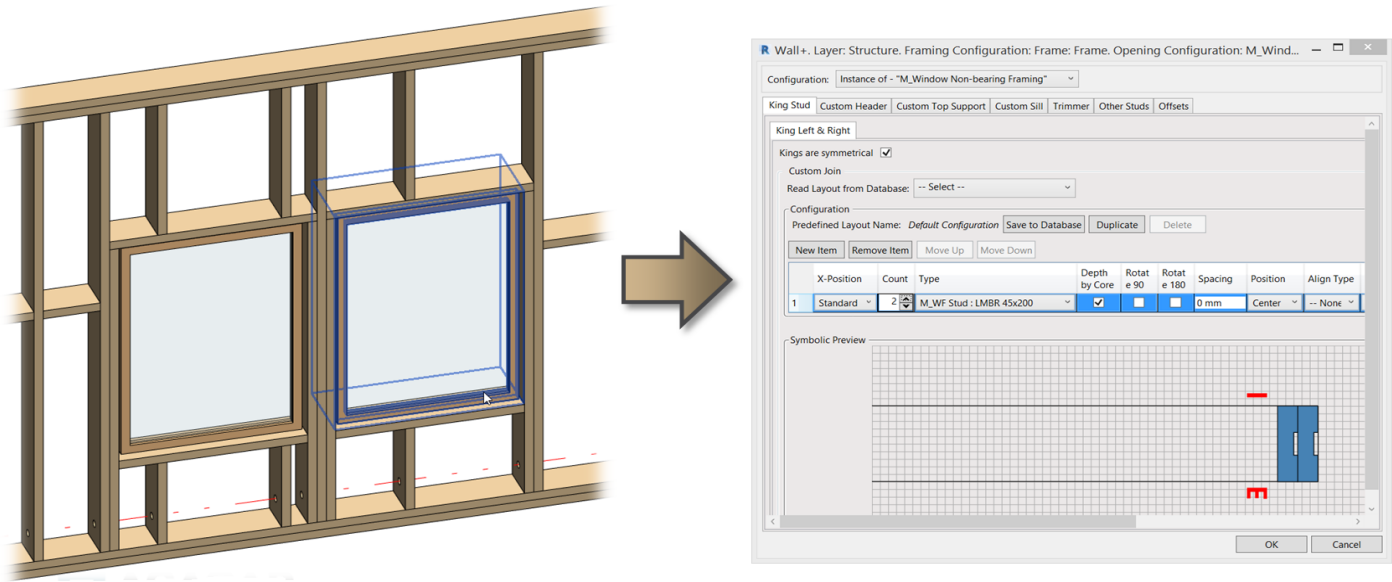 Wall+. Layer: Structure. Framing Configuration: Frame: Frame. Opening Configuration: M_Wind...
Configuration: Instance of - "M_Window Non-bearing Framing"
King Stud Custom Header Custom Top Support Custom Sill Trimmer Other Studs Offsets
King Left & Right
Kings are symmetrical
Custom Join
Read Layout from Database: -- Select --
Configuration
Predefined Layout Name: Default Configuration Save to Database Duplicate Delete
New Item Remove Item Move Up Move Down
X-Position Count Type Depth by Core Rotat e 90 Rotat e 180 Spacing Position Align Type
1 Standard 2 M_WF Stud : LMBR 45x200 0 mm Center -- None
Symbolic Preview
I
E
OK Cancel